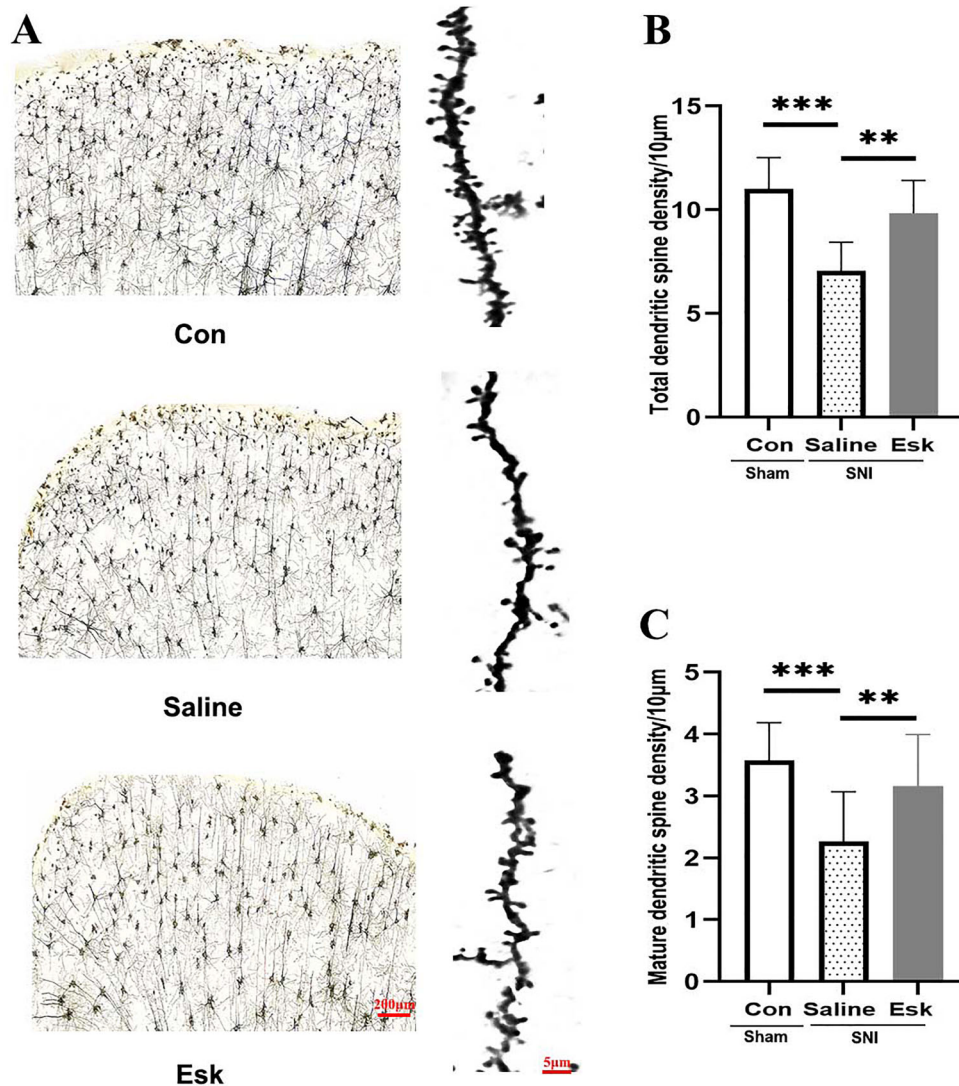 A
Con
Saline
200μm
Esk
5μm
B
Total dendritic spine density/10μm
15
10
5
0
***
**
Con Saline Esk
Sham SNI
C
Mature dendritic spine density/10μm
5
4
3
2
1
0
***
**
Con Saline Esk
Sham SNI